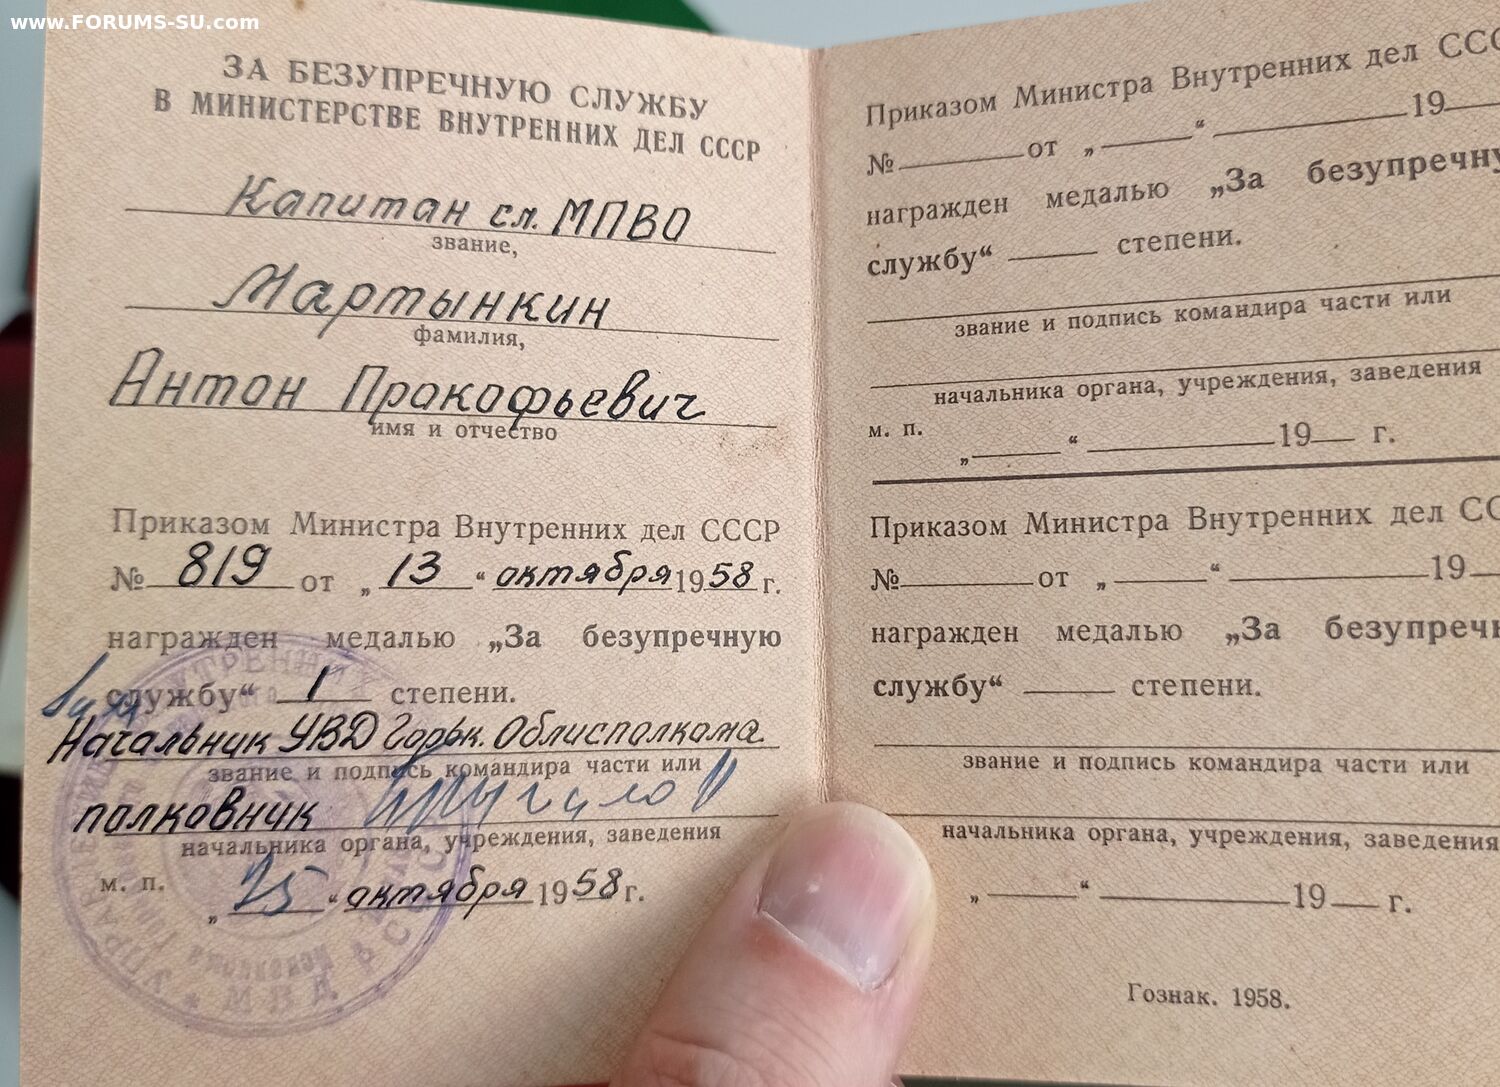 www.FORUMS-SU.com
ЗА БЕЗУПРЕЧНУЮ СЛУЖБУ
В МИНИСТЕРСТВЕ ВНУТРЕННИХ ДЕЛ СССР
Капитан сл. МПВО
звание,
Мартынкин
фамилия,
Антон Прокофьевич
имя и отчество
Приказом Министра Внутренних дел СССР
№ 819 от „ 13 “ октября 1958 г.
награжден медалью „За безупречную
службу“ 1 степени.
Начальник УВД Горьк. Облисполкома
звание и подпись командира части или
полковник
начальника органа, учреждения, заведения
м. п. „ 25 “ октября 1958 г.
МВД РСФСР
Приказом Министра Внутренних дел ССС
№ от „ “ 19
награжден медалью „За безупречну
службу“ степени.
звание и подпись командира части или
начальника органа, учреждения, заведения
м. п. „ “ 19 г.
Приказом Министра Внутренних дел СС
№ от „ “ 19
награжден медалью „За безупречн
службу“ степени.
звание и подпись командира части или
начальника органа, учреждения, заведения
„ “ 19 г.
Гознак. 1958.